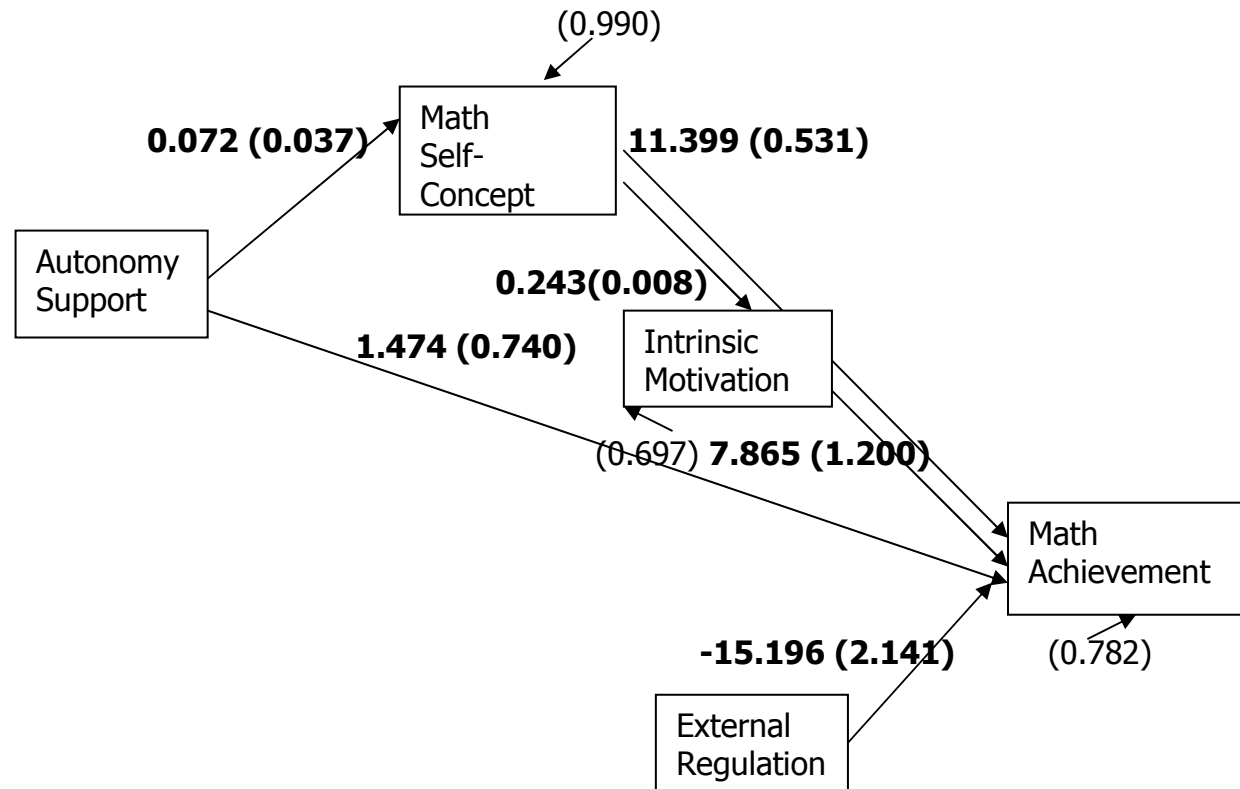 (0.990)
Math
Self-
Concept
0.072 (0.037)
11.399 (0.531)
Autonomy
Support
0.243(0.008)
1.474 (0.740)
Intrinsic
Motivation
(0.697) 7.865 (1.200)
Math
Achievement
-15.196 (2.141)
(0.782)
External
Regulation